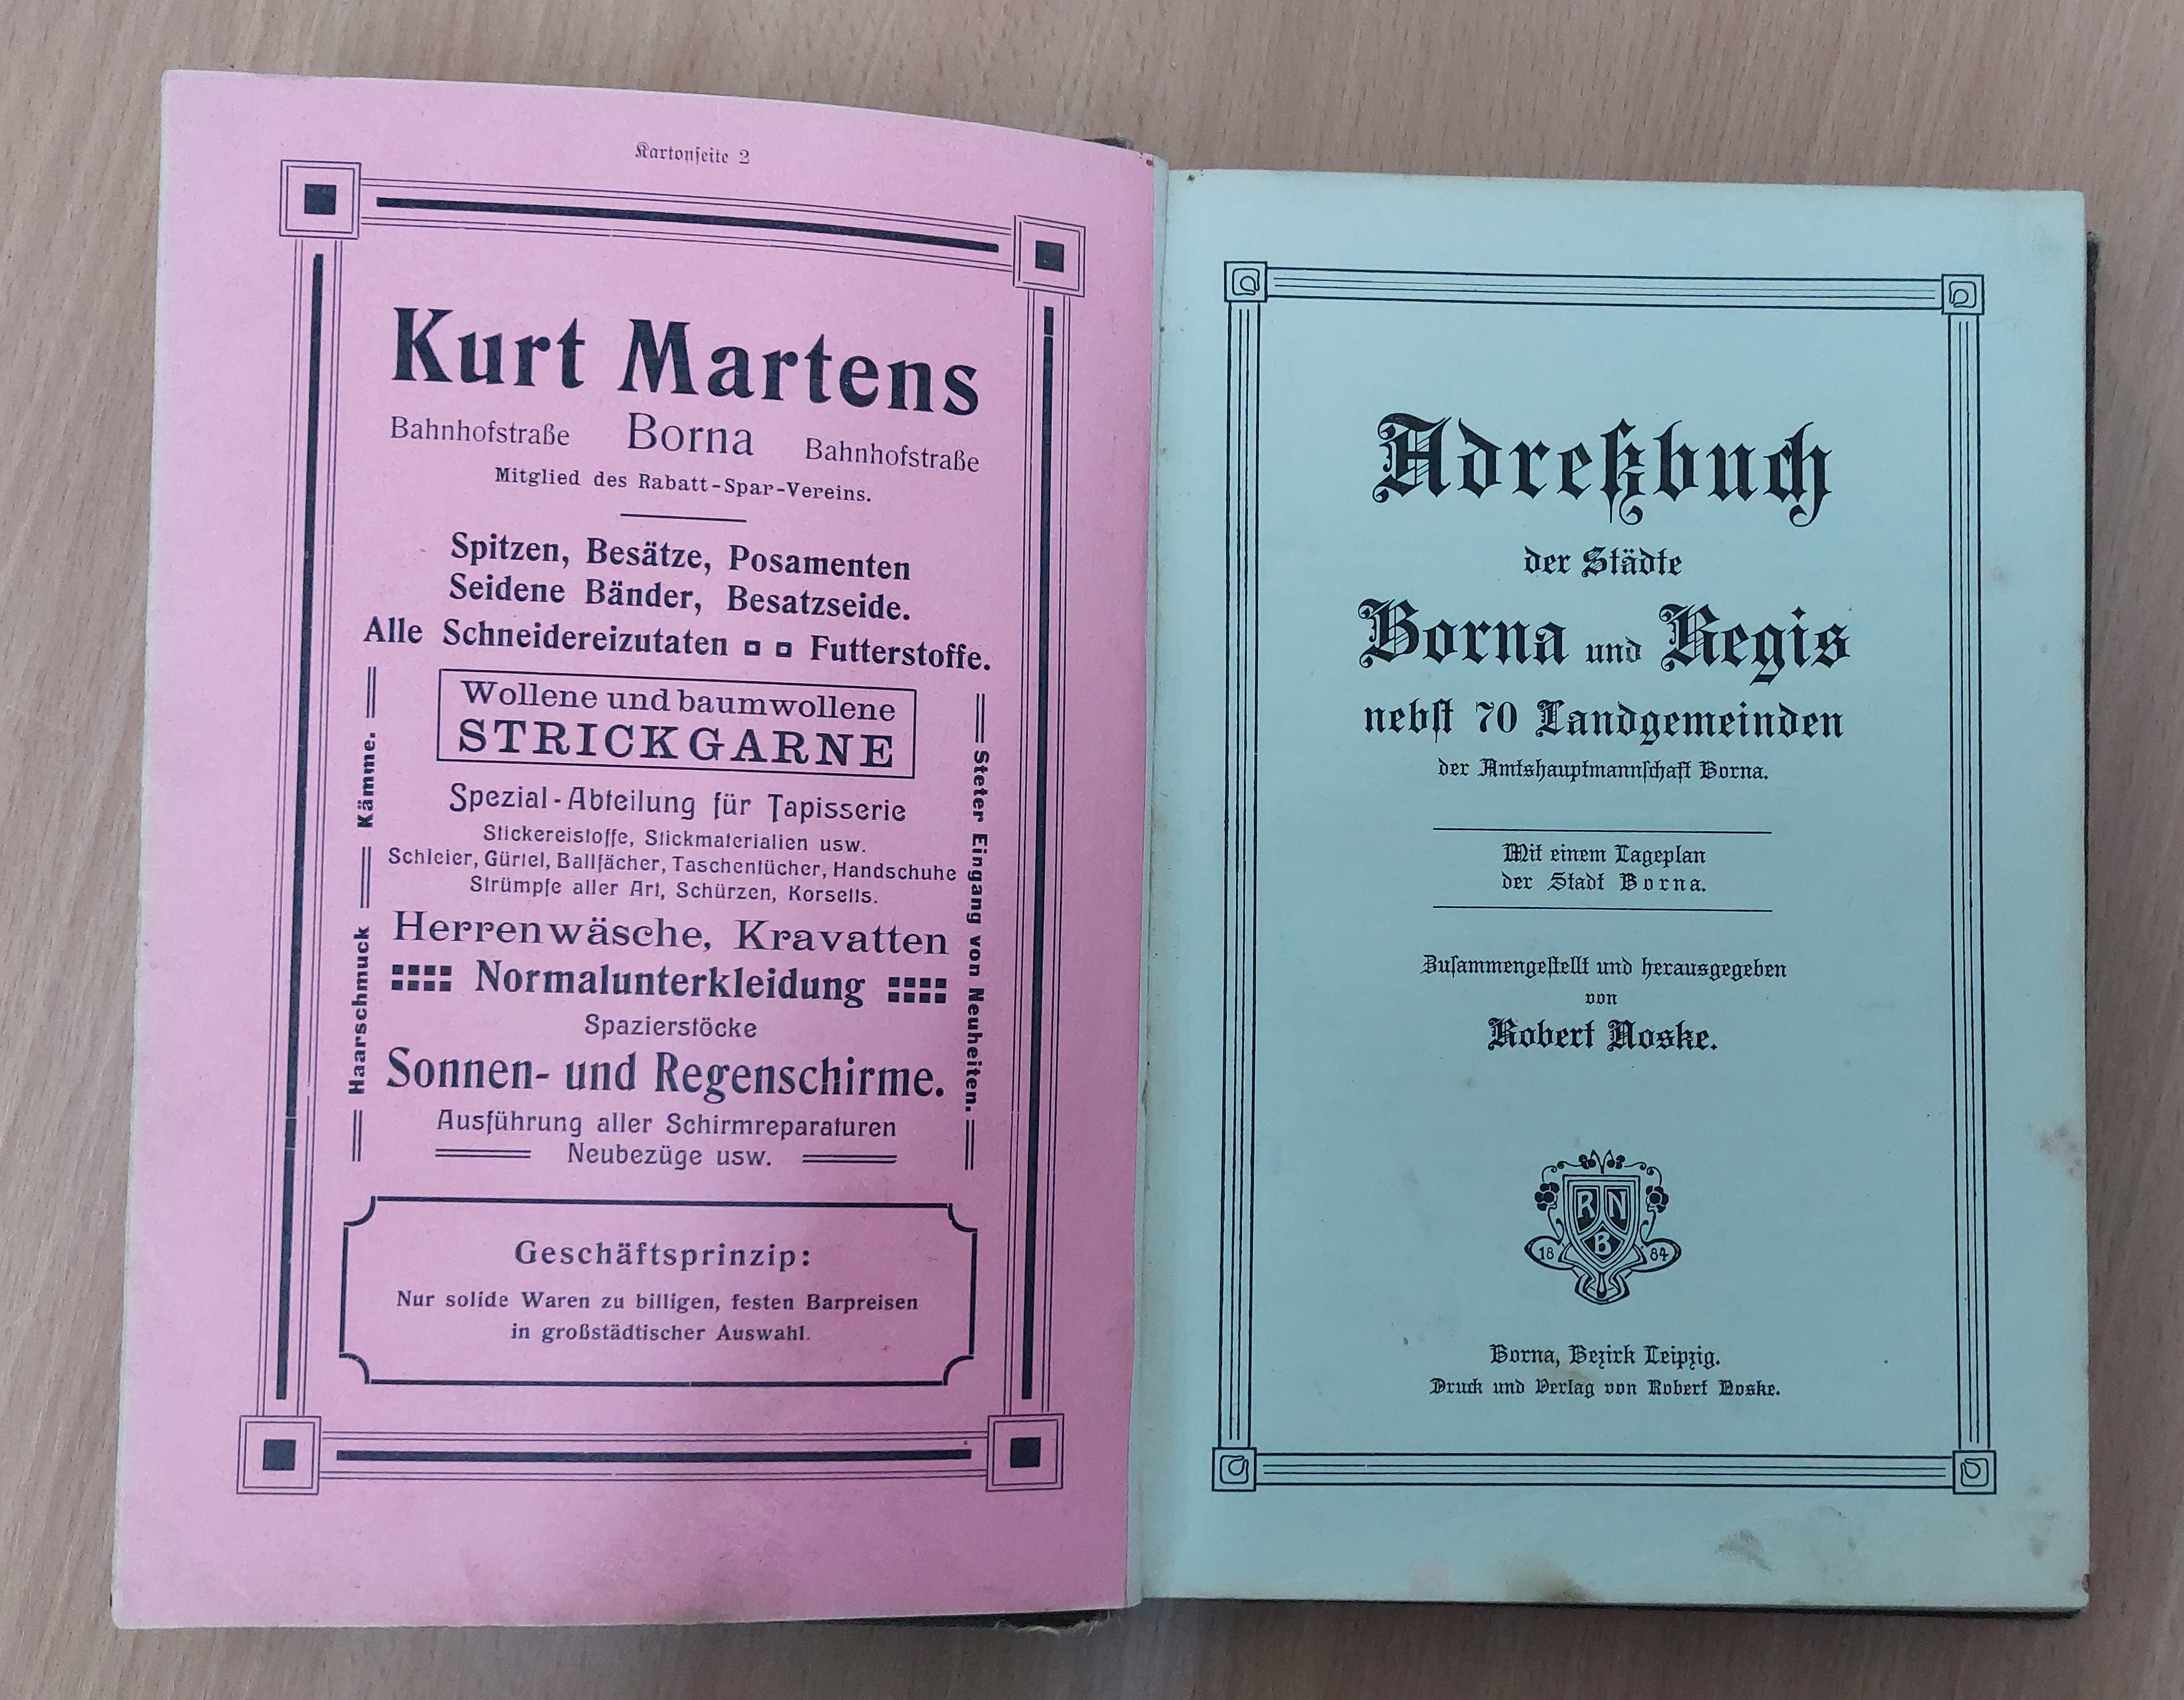 Kartonseite 2
Kurt Martens
Bahnhofstraße Borna Bahnhofstraße
Mitglied des Rabatt-Spar-Vereins.
Spitzen, Besätze, Posamenten
Seidene Bänder, Besatzseide.
Alle Schneidereizutaten Futterstoffe.
Wollene und baumwollene
STRICKGARNE
Haarschmuck Kämme.
Steter Eingang von Neuheiten.
Spezial-Abteilung für Tapisserie
Stickereistoffe, Stickmaterialien usw.
Schleier, Gürtel, Ballfächer, Taschentücher, Handschuhe
Strümpfe aller Art, Schürzen, Korsetts.
Herrenwäsche, Kravatten
Normalunterkleidung
Spazierstöcke
Sonnen- und Regenschirme.
Ausführung aller Schirmreparaturen
Neubezüge usw.
Geschäftsprinzip:
Nur solide Waren zu billigen, festen Barpreisen
in großstädtischer Auswahl.
Adreßbuch
der Städte
Borna und Regis
nebst 70 Landgemeinden
der Amtshauptmannschaft Borna.
Mit einem Lageplan
der Stadt Borna.
Zusammengestellt und herausgegeben
von
Robert Noske.
R N
B
18 84
Borna, Bezirk Leipzig.
Druck und Verlag von Robert Noske.